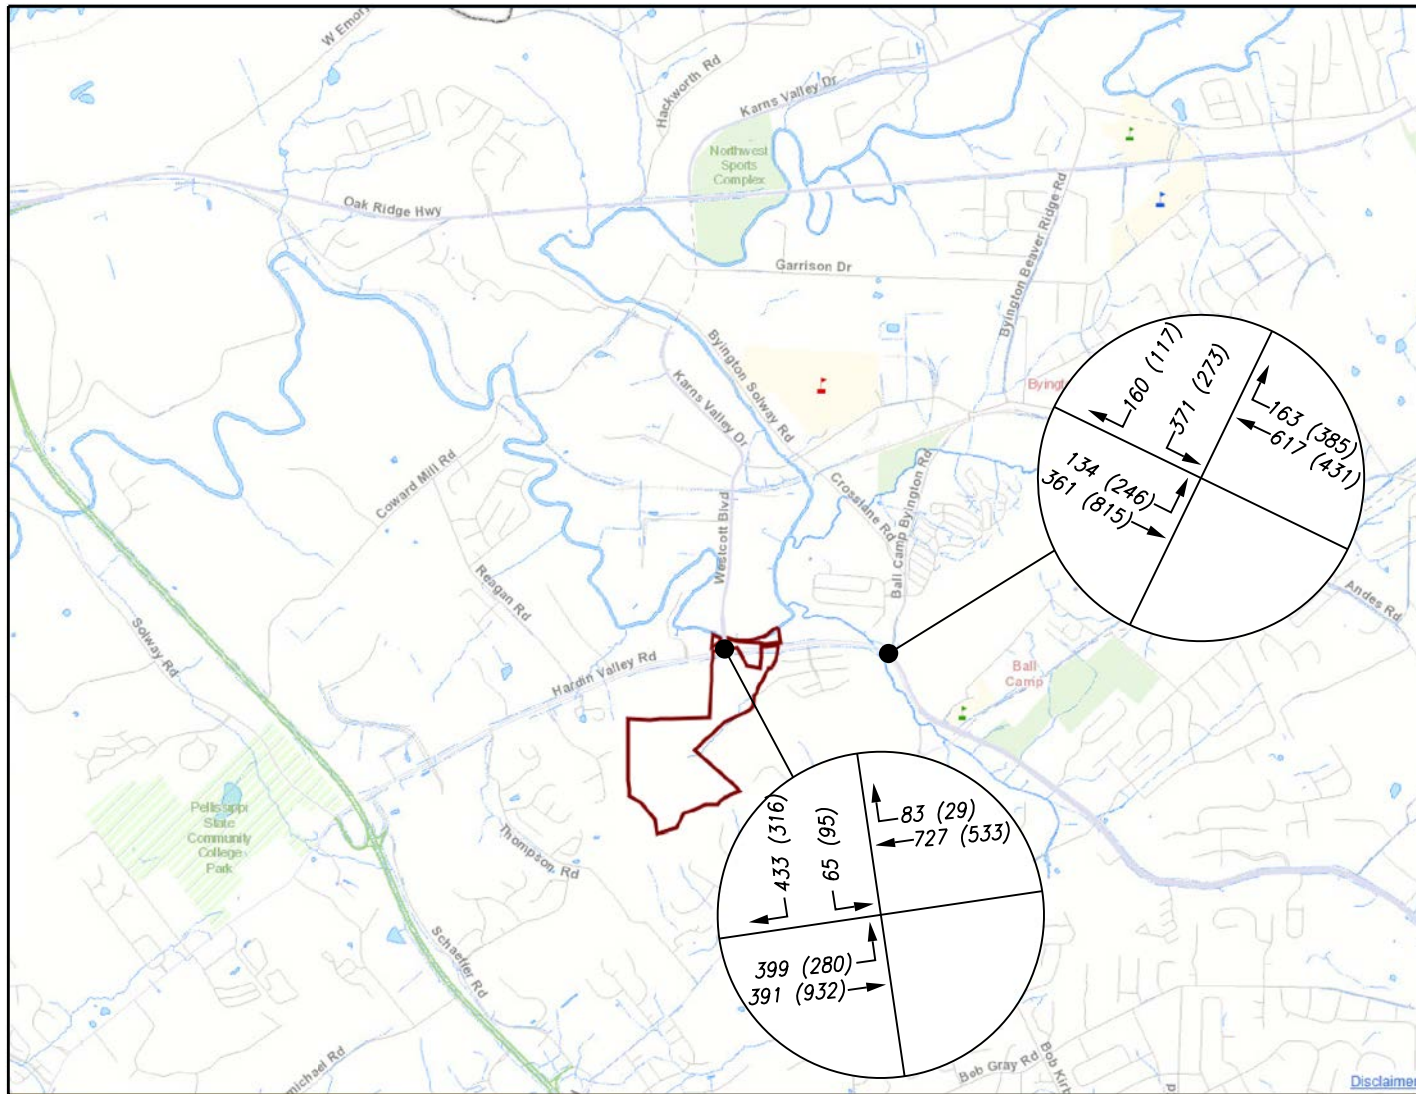 W Emory
Hackworth Rd
Karns Valley Dr
Northwest
Sports
Complex
Oak Ridge Hwy
Garrison Dr
Byington Beaver Ridge Rd
Byington Solway Rd
Karns Valley Dr
160 (117)
371 (273)
163 (385)
617 (431)
134 (246)
361 (815)
Coward Mill Rd
Westcott Blvd
Crosslane Rd
Ball Camp Byington Rd
Reagan Rd
Andes Rd
Solway Rd
Hardin Valley Rd
Ball
Camp
Pellissippi
State
Community
College
Park
Thompson Rd
433 (316)
65 (95)
83 (29)
727 (533)
399 (280)
391 (932)
Schaeffer Rd
michael Rd
Bob Gray Rd
Bob Kirb
Disclaimer